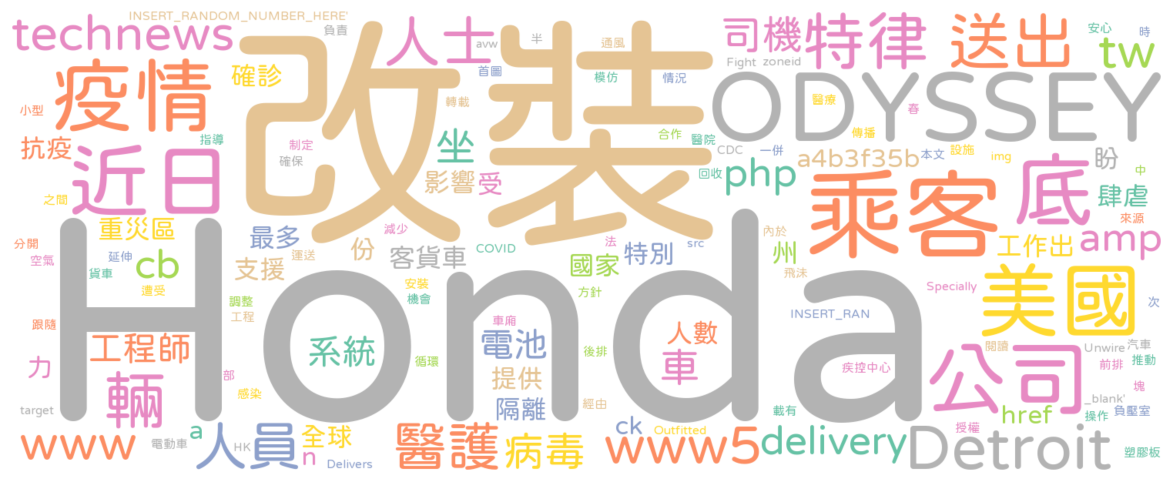 INSERT_RANDOM_NUMBER_HERE'
technews
負責
人士
avw
半
通風
司機
特律
送出
安心
時
tw
疫情
確診
改裝
首圖
模仿
情況
Fight
zoneid
ODYSSEY
小型
轉載
醫療
春
抗疫
指導
制定
確保
坐
合作
醫院
CDC
一併
傳播
本文
設施
img
盼
近日
影響
受
回收
php
a4b3f35b
乘客
底
肆虐
中
之間
重災區
減少
來源
分開
延伸
最多
份
客貨車
COVID
法
特別
src
州
內於
工作出
amp
空氣
貨車
cb
遭受
支援
運送
安裝
機會
國家
方針
飛沫
Specially
美國
次
調整
工程
跟隨
Honda
車廂
人數
INSERT_RAN
工程師
系統
電池
後排
閱讀
Unwire
汽車
前排
推動
力
輛
部
感染
循環
提供
車
疾控中心
公司
塊
target
隔離
經由
載有
href
_blank'
操作
負壓室
www
電動車
a
人員
HK
全球
n
Delivers
醫護
病毒
ck
Outfitted
www5
delivery
授權
Detroit
塑膠板